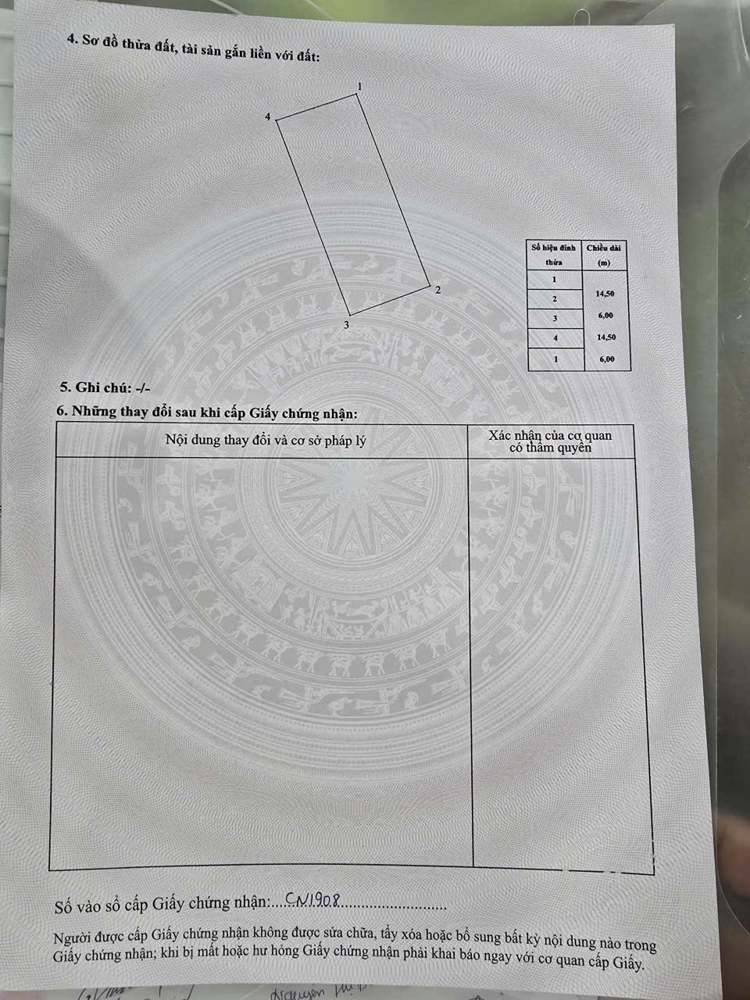 4. Sơ đồ thửa đất, tài sản gắn liền với đất:
1
4
2
3
Số hiệu đỉnh thửa
Chiều dài (m)
1
14,50
2
6,00
3
14,50
4
6,00
1
5. Ghi chú: -/-
6. Những thay đổi sau khi cấp Giấy chứng nhận:
Nội dung thay đổi và cơ sở pháp lý
Xác nhận của cơ quan
có thẩm quyền
Số vào sổ cấp Giấy chứng nhận:....CN1908........................
Người được cấp Giấy chứng nhận không được sửa chữa, tẩy xóa hoặc bổ sung bất kỳ nội dung nào trong
Giấy chứng nhận; khi bị mất hoặc hư hỏng Giấy chứng nhận phải khai báo ngay với cơ quan cấp Giấy.